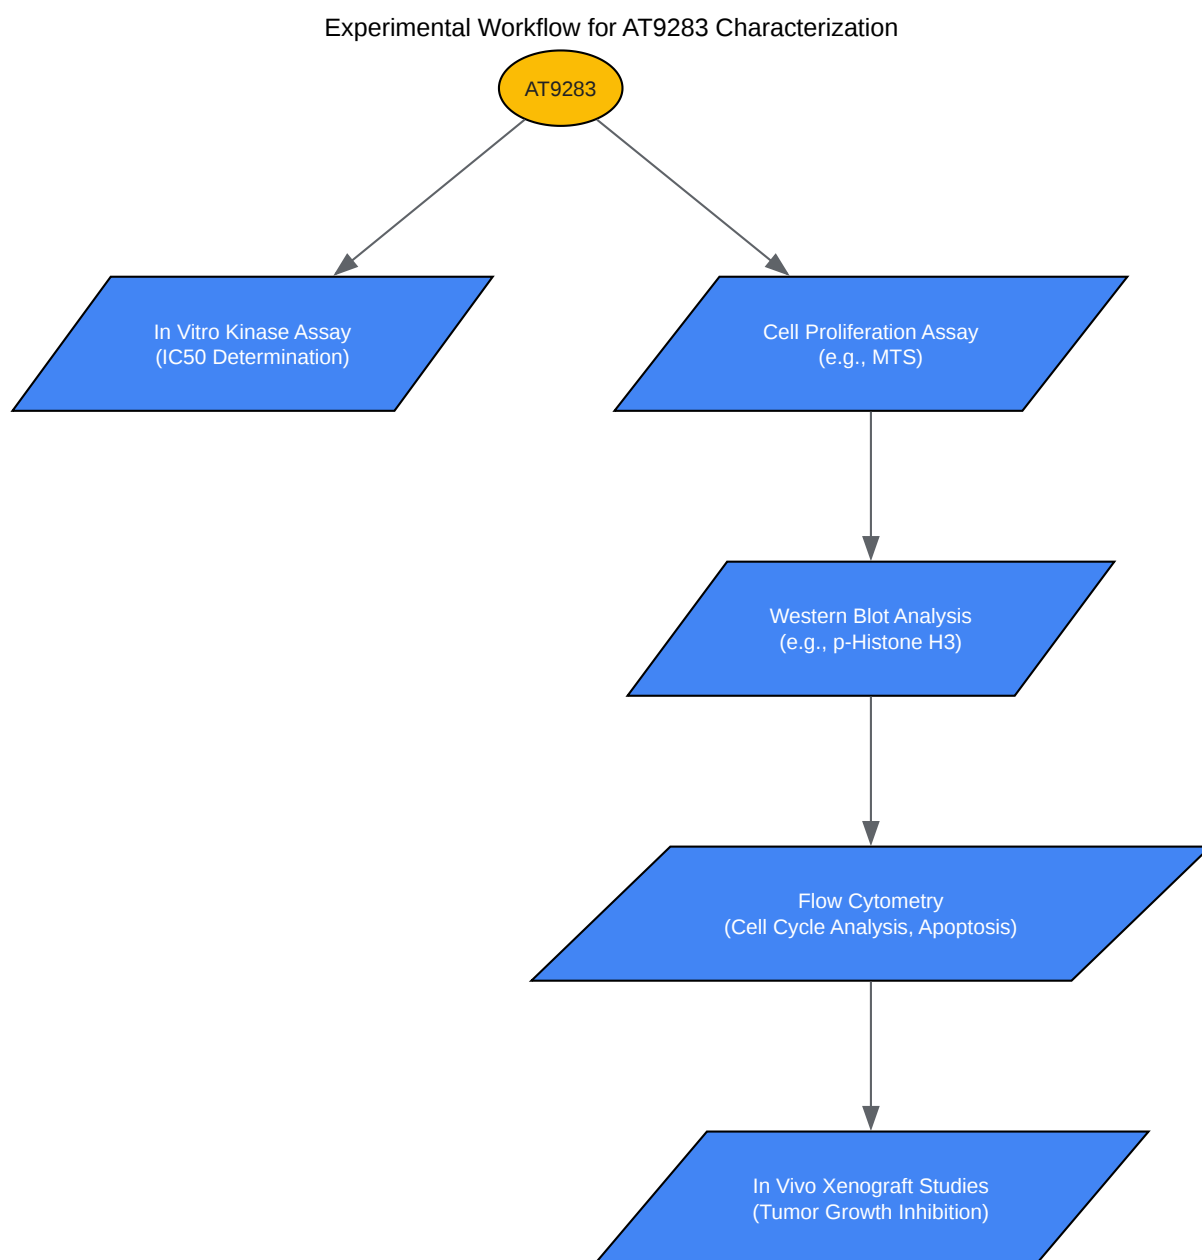 Experimental Workflow for AT9283 Characterization
AT9283
In Vitro Kinase Assay
(IC50 Determination)
Cell Proliferation Assay
(e.g., MTS)
Western Blot Analysis
(e.g., p-Histone H3)
Flow Cytometry
(Cell Cycle Analysis, Apoptosis)
In Vivo Xenograft Studies
(Tumor Growth Inhibition)